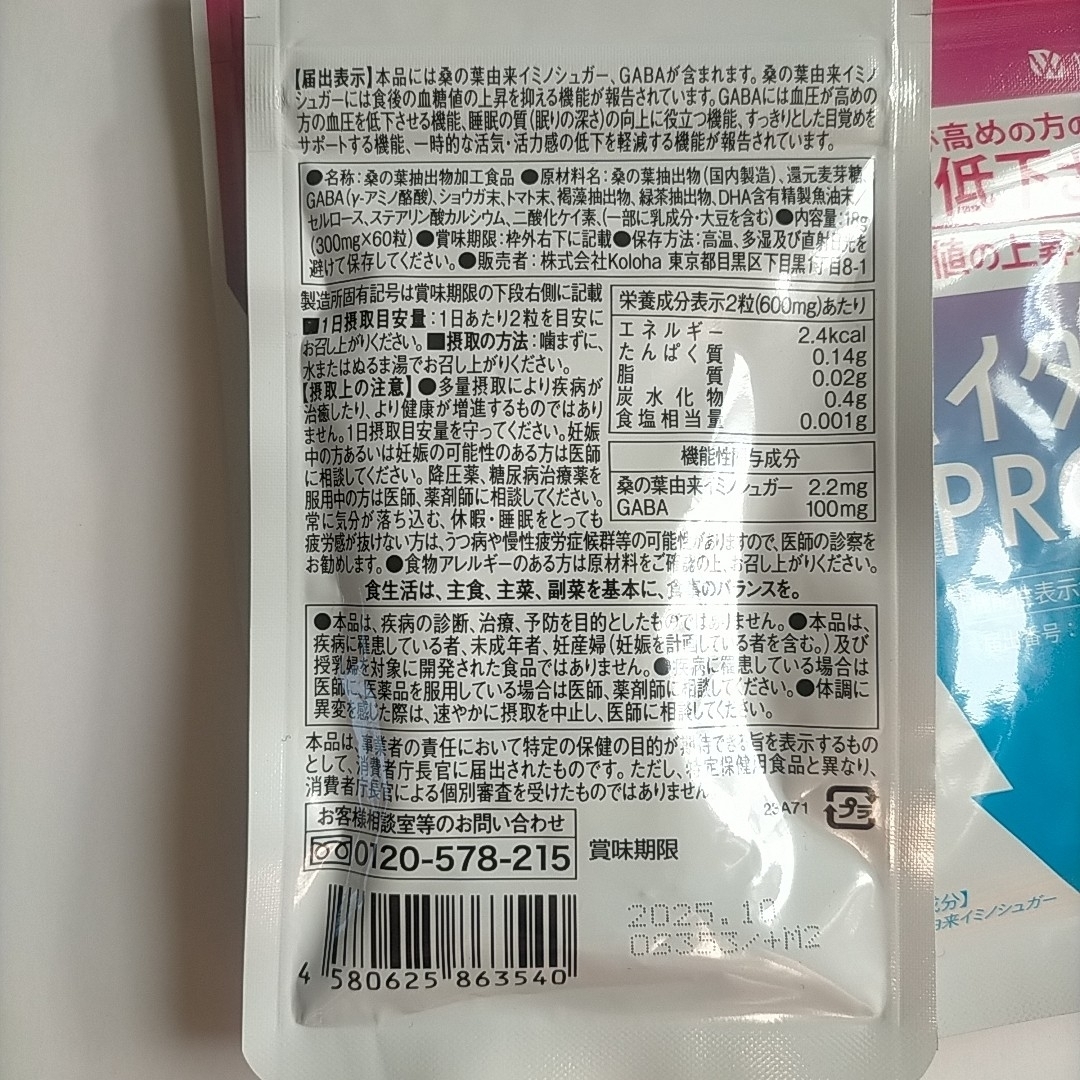 【届出表示】本品には桑の葉由来イミノシュガー、GABAが含まれます。桑の葉由来イミノ
シュガーには食後の血糖値の上昇を抑える機能が報告されています。GABAには血圧が高めの
方の血圧を低下させる機能、睡眠の質(眠りの深さ)の向上に役立つ機能、すっきりとした目覚めを
サポートする機能、一時的な活気・活力感の低下を軽減する機能が報告されています。
●名称：桑の葉抽出物加工食品 ●原材料名：桑の葉抽出物(国内製造)、還元麦芽糖、
GABA(γ-アミノ酪酸)、ショウガ末、トマト末、褐藻抽出物、緑茶抽出物、DHA含有精製魚油末/
セルロース、ステアリン酸カルシウム、二酸化ケイ素、(一部に乳成分・大豆を含む)●内容量:18g
(300mg×60粒)●賞味期限：枠外右下に記載●保存方法：高温、多湿及び直射日光を
避けて保存してください。●販売者：株式会社Koloha 東京都目黒区下目黒1丁目8-1
製造所固有記号は賞味期限の下段右側に記載
■1日摂取目安量：1日あたり2粒を目安に
お召し上がりください。■摂取の方法：噛まずに、
水またはぬるま湯でお召し上がりください。
【摂取上の注意】●多量摂取により疾病が
治癒したり、より健康が増進するものではあり
ません。1日摂取目安量を守ってください。妊娠
中の方あるいは妊娠の可能性のある方は医師
に相談してください。降圧薬、糖尿病治療薬を
服用中の方は医師、薬剤師に相談してください。
常に気分が落ち込む、休暇・睡眠をとっても
疲労感が抜けない方は、うつ病や慢性疲労症候群等の可能性がありますので、医師の診察を
お勧めします。●食物アレルギーのある方は原材料をご確認の上、お召し上がりください。
栄養成分表示2粒(600mg)あたり
エネルギー 2.4kcal
たんぱく質 0.14g
脂質 0.02g
炭水化物 0.4g
食塩相当量 0.001g
機能性関与成分
桑の葉由来イミノシュガー 2.2mg
GABA 100mg
食生活は、主食、主菜、副菜を基本に、食事のバランスを。
●本品は、疾病の診断、治療、予防を目的としたものではありません。●本品は、
疾病に罹患している者、未成年者、妊産婦(妊娠を計画している者を含む。)及び
授乳婦を対象に開発された食品ではありません。●疾病に罹患している場合は
医師に、医薬品を服用している場合は医師、薬剤師に相談してください。●体調に
異変を感じた際は、速やかに摂取を中止し、医師に相談してください。
本品は、事業者の責任において特定の保健の目的が期待できる旨を表示するもの
として、消費者庁長官に届出されたものです。ただし、特定保健用食品と異なり、
消費者庁長官による個別審査を受けたものではありません
23A71
プラ
お客様相談室等のお問い合わせ
0120-578-215
賞味期限
2025.10
4 580625 863540
高めの方の
低下さ
値の上昇
イタ
PRO
表示
番号：
成分】
由来イミノシュガー